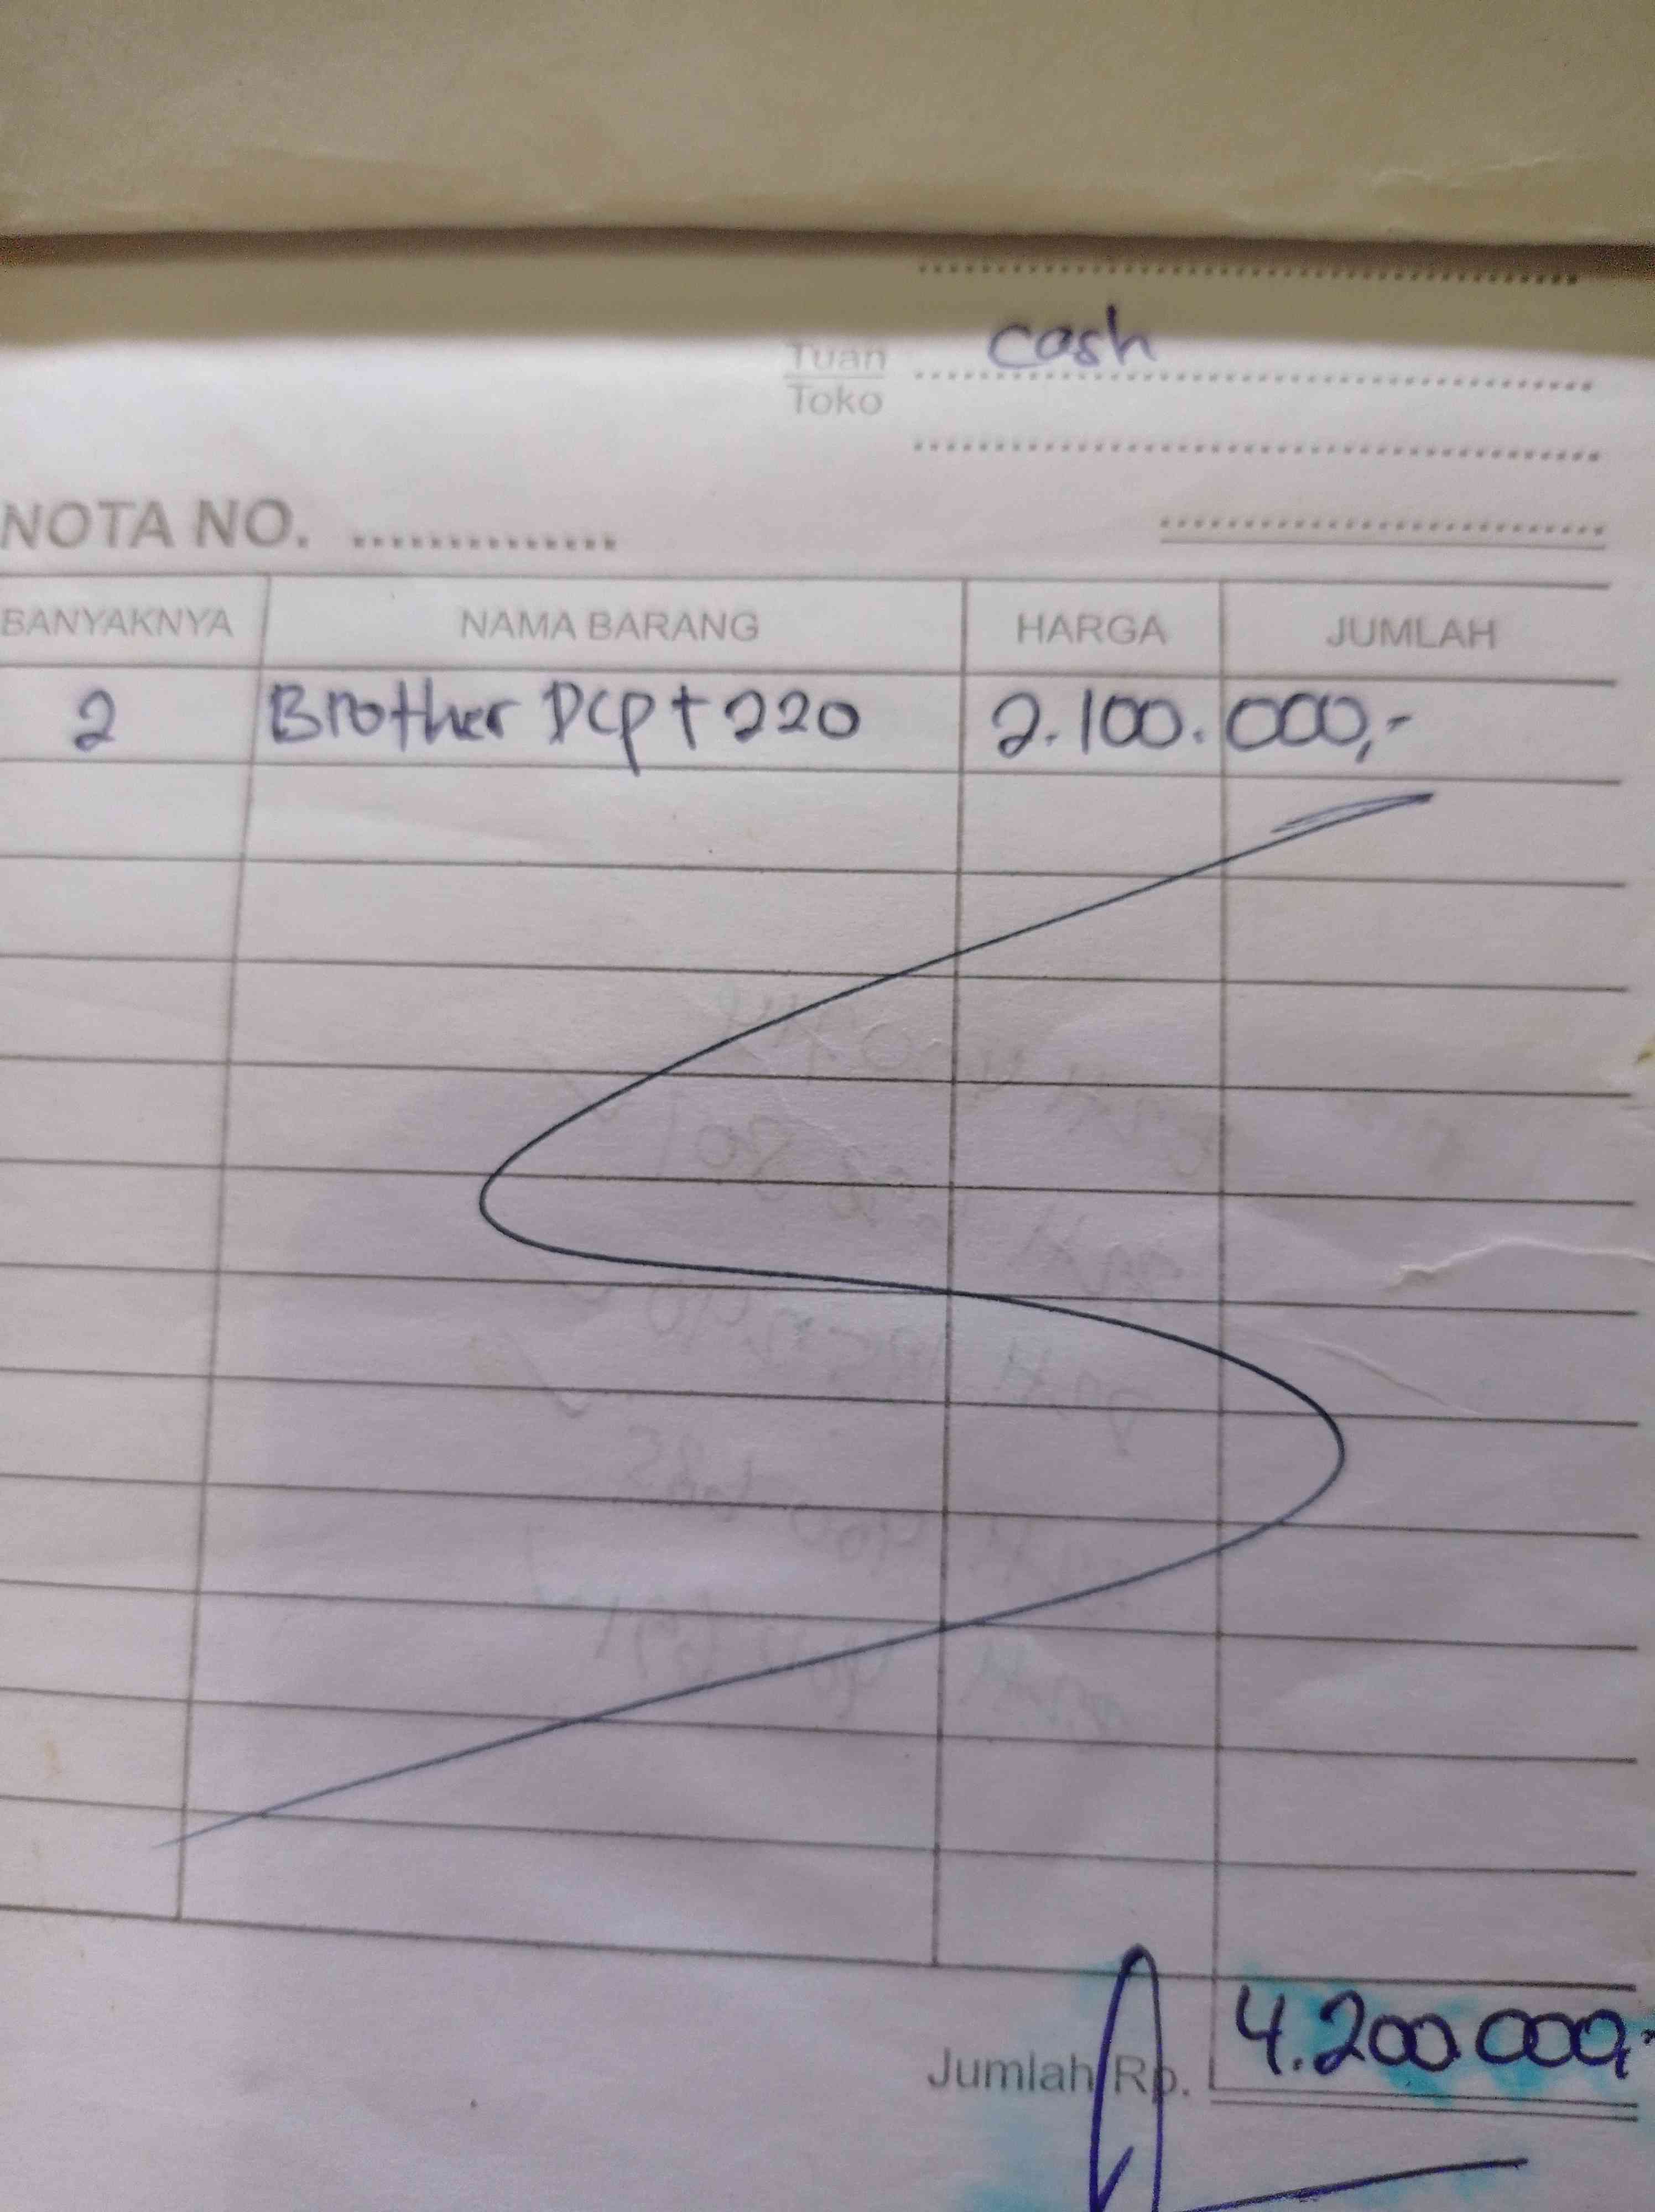 cash
Tuan
Toko
NOTA NO. ...............
BANYAKNYA NAMA BARANG HARGA JUMLAH
2 Brother DCP t 220 2.100.000,-
Jumlah Rp. 4.200.000,-